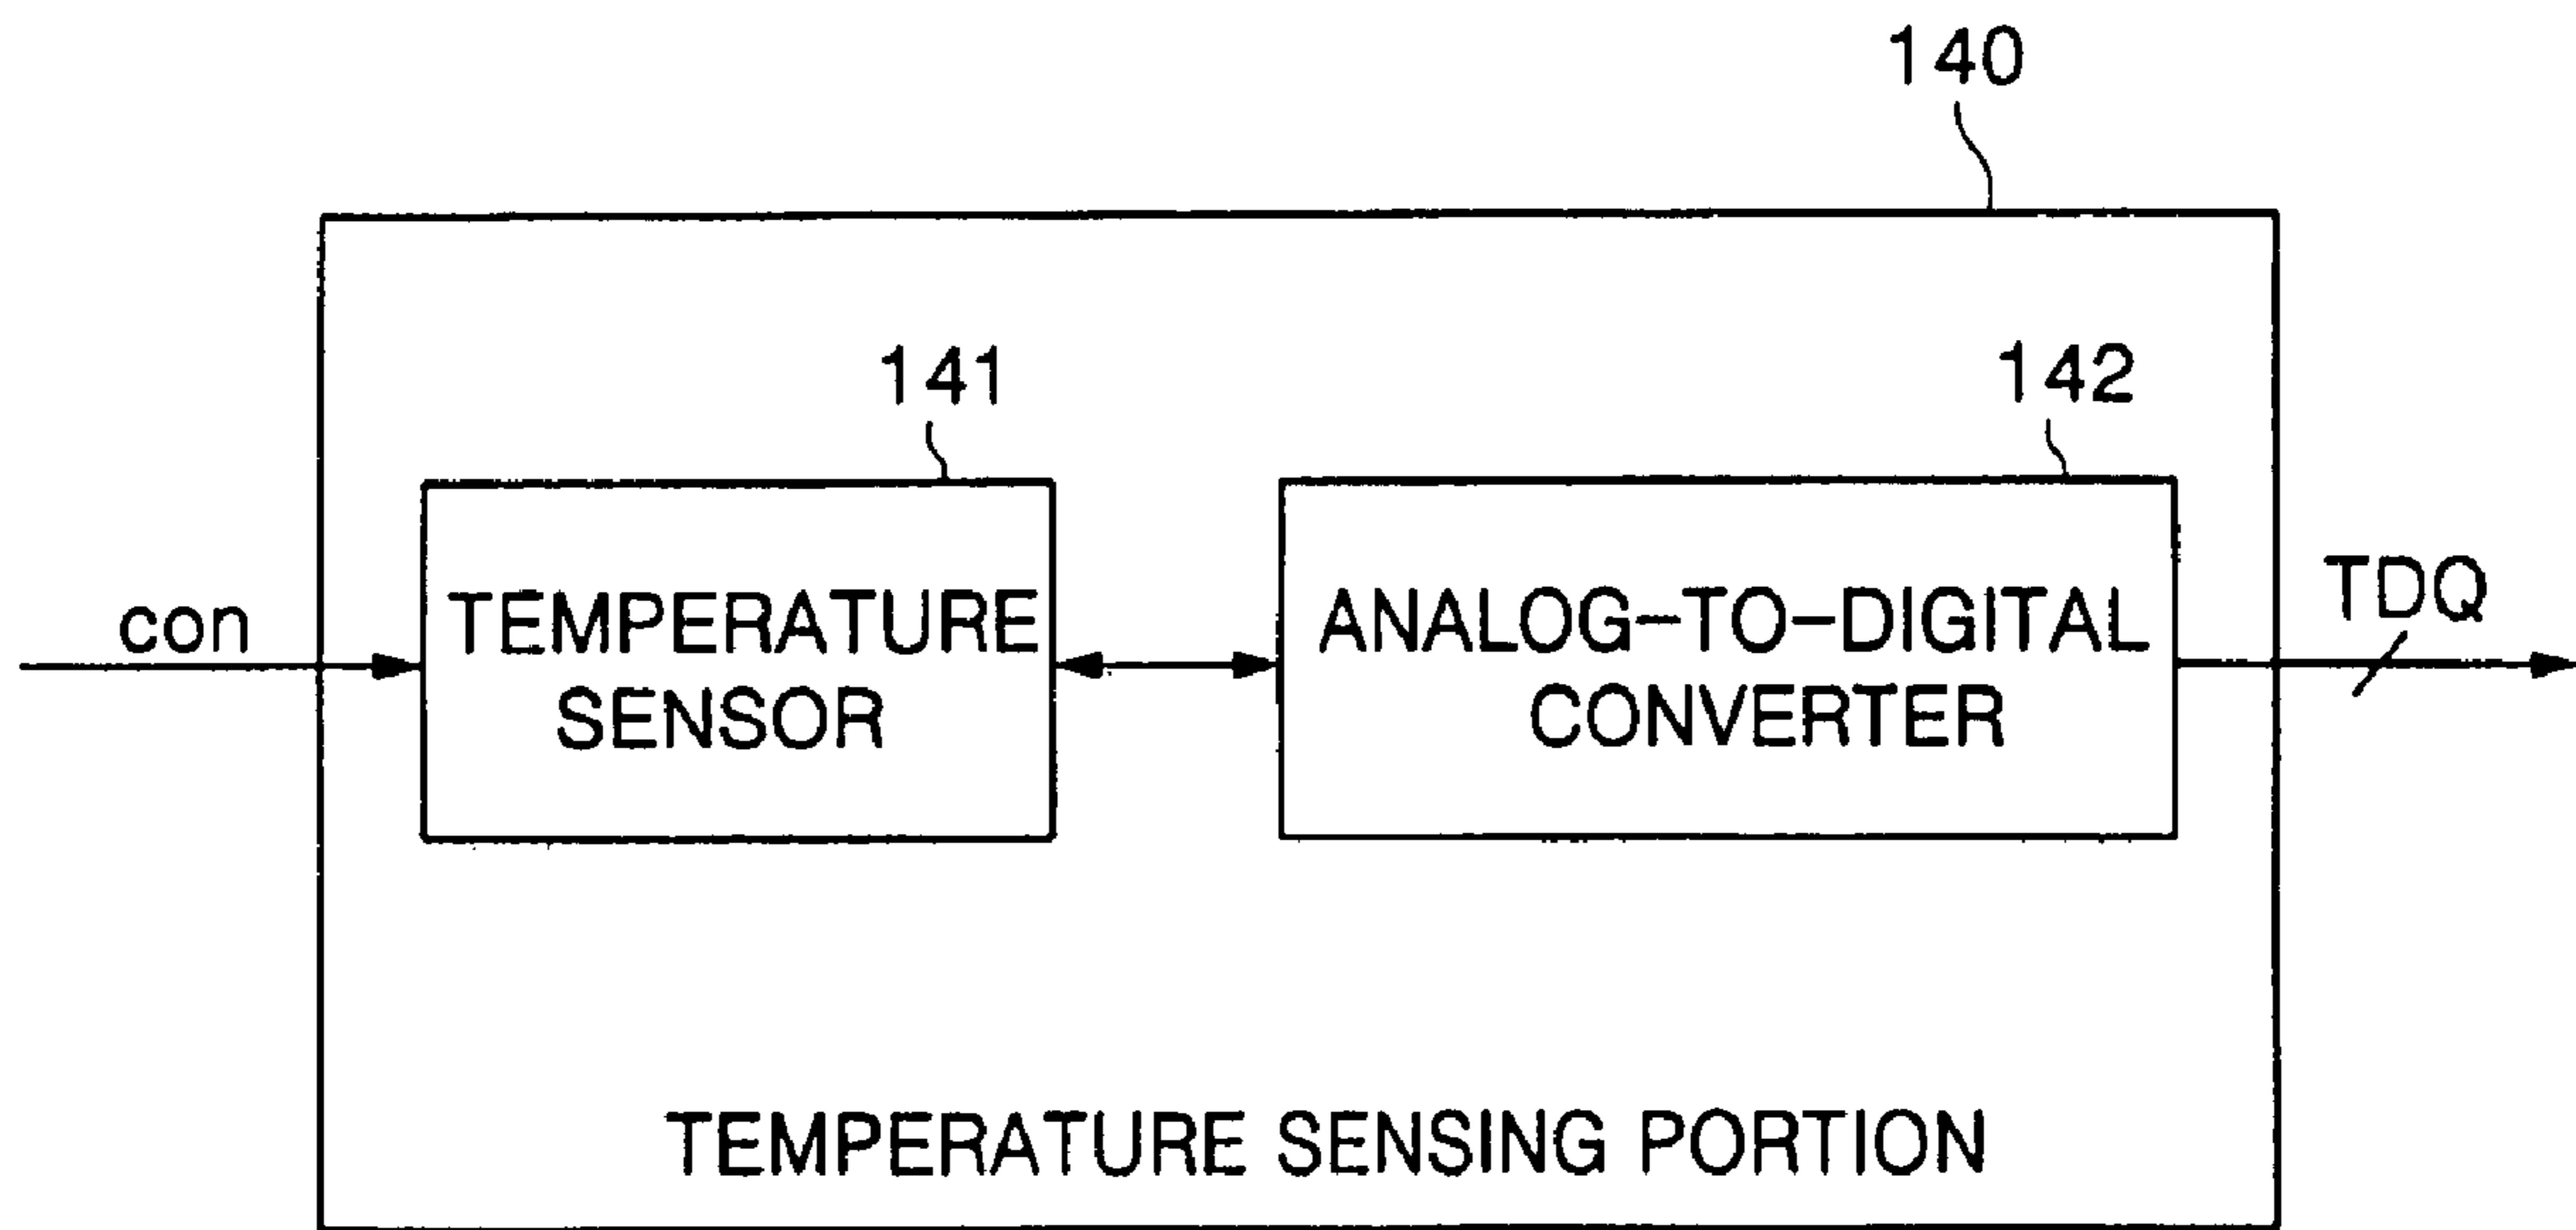 140
141
142
con
TEMPERATURE
SENSOR
ANALOG-TO-DIGITAL
CONVERTER
TDQ
TEMPERATURE SENSING PORTION